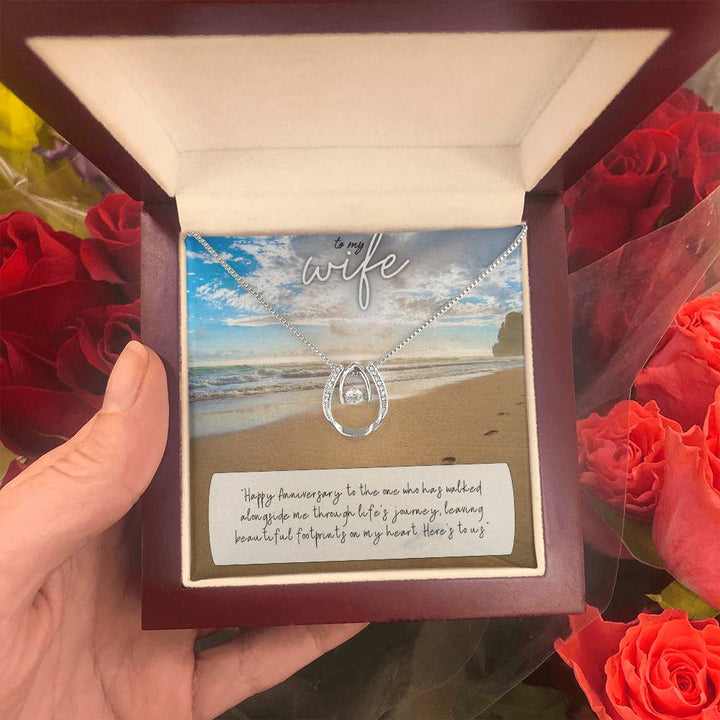 to my
wife
"Happy Anniversary to the one who has walked
alongside me through life's journey, leaving
beautiful footprints on my heart. Here's to us."